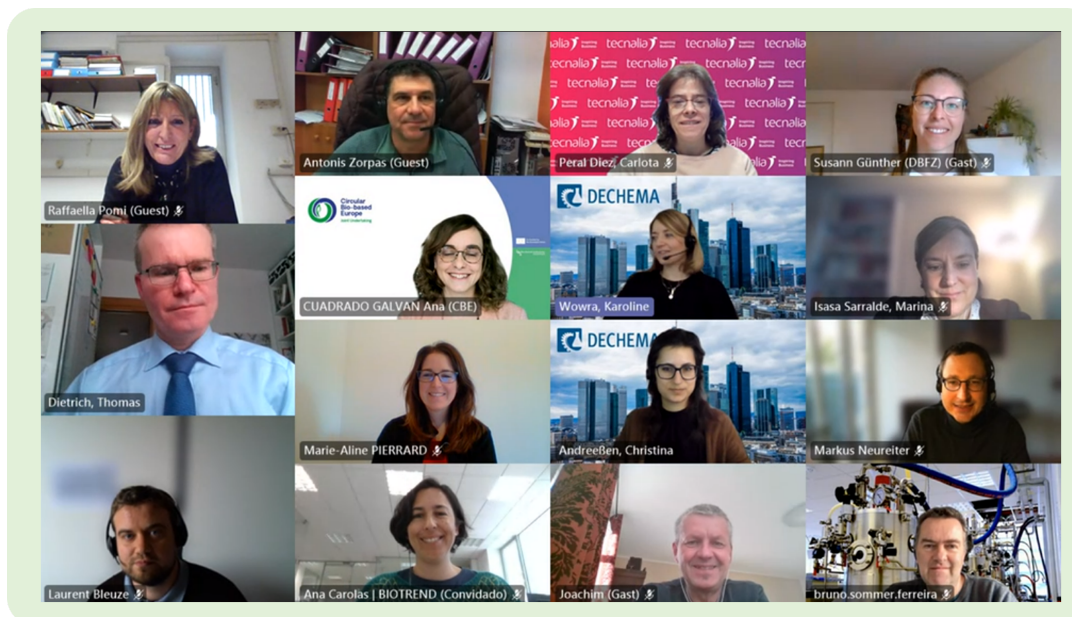 Raffaella Pomi (Guest)
Antonis Zorpas (Guest)
tecnalia Inspiring Business
Peral Diez, Carlota
Susann Günther (DBFZ) (Gast)
Dietrich, Thomas
Circular
Bio-based
Europe
Joint Undertaking
CUADRADO GALVAN Ana (CBE)
DECHEMA
Wowra, Karoline
Isasa Sarralde, Marina
Marie-Aline PIERRARD
DECHEMA
Andreeßen, Christina
Markus Neureiter
Laurent Bleuze
Ana Carolas | BIOTREND (Convidado)
Joachim (Gast)
bruno.sommer.ferreira